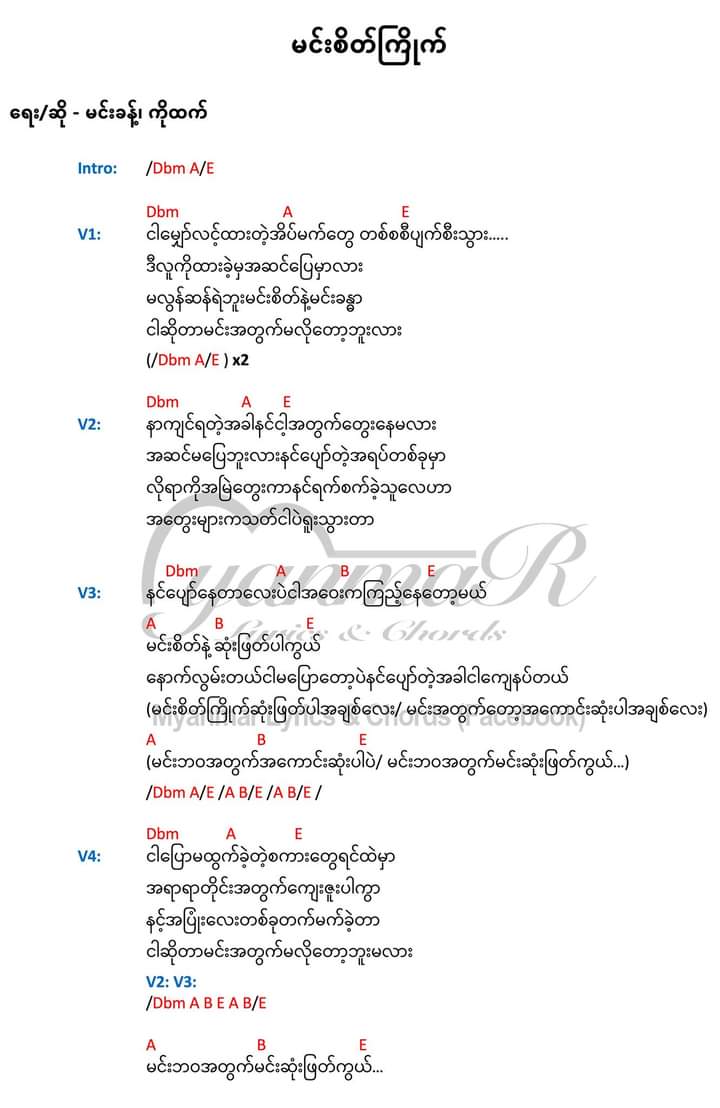 မင်းစိတ်ကြိုက်
ရေး/ဆို - မင်းခန့်၊ ကိုထက်
Intro: /Dbm A/E
Dbm A E
V1: ငါမျှော်လင့်ထားတဲ့အိပ်မက်တွေ တစ်စစီပျက်စီးသွား.....
ဒီလူကိုထားခဲ့မှအဆင်ပြေမှာလား
မလွန်ဆန်ရဲဘူးမင်းစိတ်နဲ့မင်းခန္ဓာ
ငါဆိုတာမင်းအတွက်မလိုတော့ဘူးလား
(/Dbm A/E ) x2
Dbm A E
V2: နာကျင်ရတဲ့အခါနင်ငါ့အတွက်တွေးနေမလား
အဆင်မပြေဘူးလားနင်ပျော်တဲ့အရပ်တစ်ခုမှာ
လိုရာကိုအမြဲတွေးကာနင်ရက်စက်ခဲ့သူလေဟာ
အတွေးများကသတ်ငါပဲရူးသွားတာ
Dbm A B E
V3: နင်ပျော်နေတာလေးပဲငါအဝေးကကြည့်နေတော့မယ်
A B E
မင်းစိတ်နဲ့ ဆုံးဖြတ်ပါကွယ်
နောက်လွမ်းတယ်ငါမပြောတော့ပဲနင်ပျော်တဲ့အခါငါကျေနပ်တယ်
(မင်းစိတ်ကြိုက်ဆုံးဖြတ်ပါအချစ်လေး/ မင်းအတွက်တော့အကောင်းဆုံးပါအချစ်လေး)
A B E
(မင်းဘဝအတွက်အကောင်းဆုံးပါပဲ/ မင်းဘဝအတွက်မင်းဆုံးဖြတ်ကွယ်...)
/Dbm A/E /A B/E /A B/E /
Dbm A E
V4: ငါပြောမထွက်ခဲ့တဲ့စကားတွေရင်ထဲမှာ
အရာရာတိုင်းအတွက်ကျေးဇူးပါကွာ
နင့်အပြုံးလေးတစ်ခုတက်မက်ခဲ့တာ
ငါဆိုတာမင်းအတွက်မလိုတော့ဘူးမလား
V2: V3:
/Dbm A B E A B/E
A B E
မင်းဘဝအတွက်မင်းဆုံးဖြတ်ကွယ်...
MyanmaR
Lyrics & Chords
Myanmar Lyrics & Chords (Facebook)